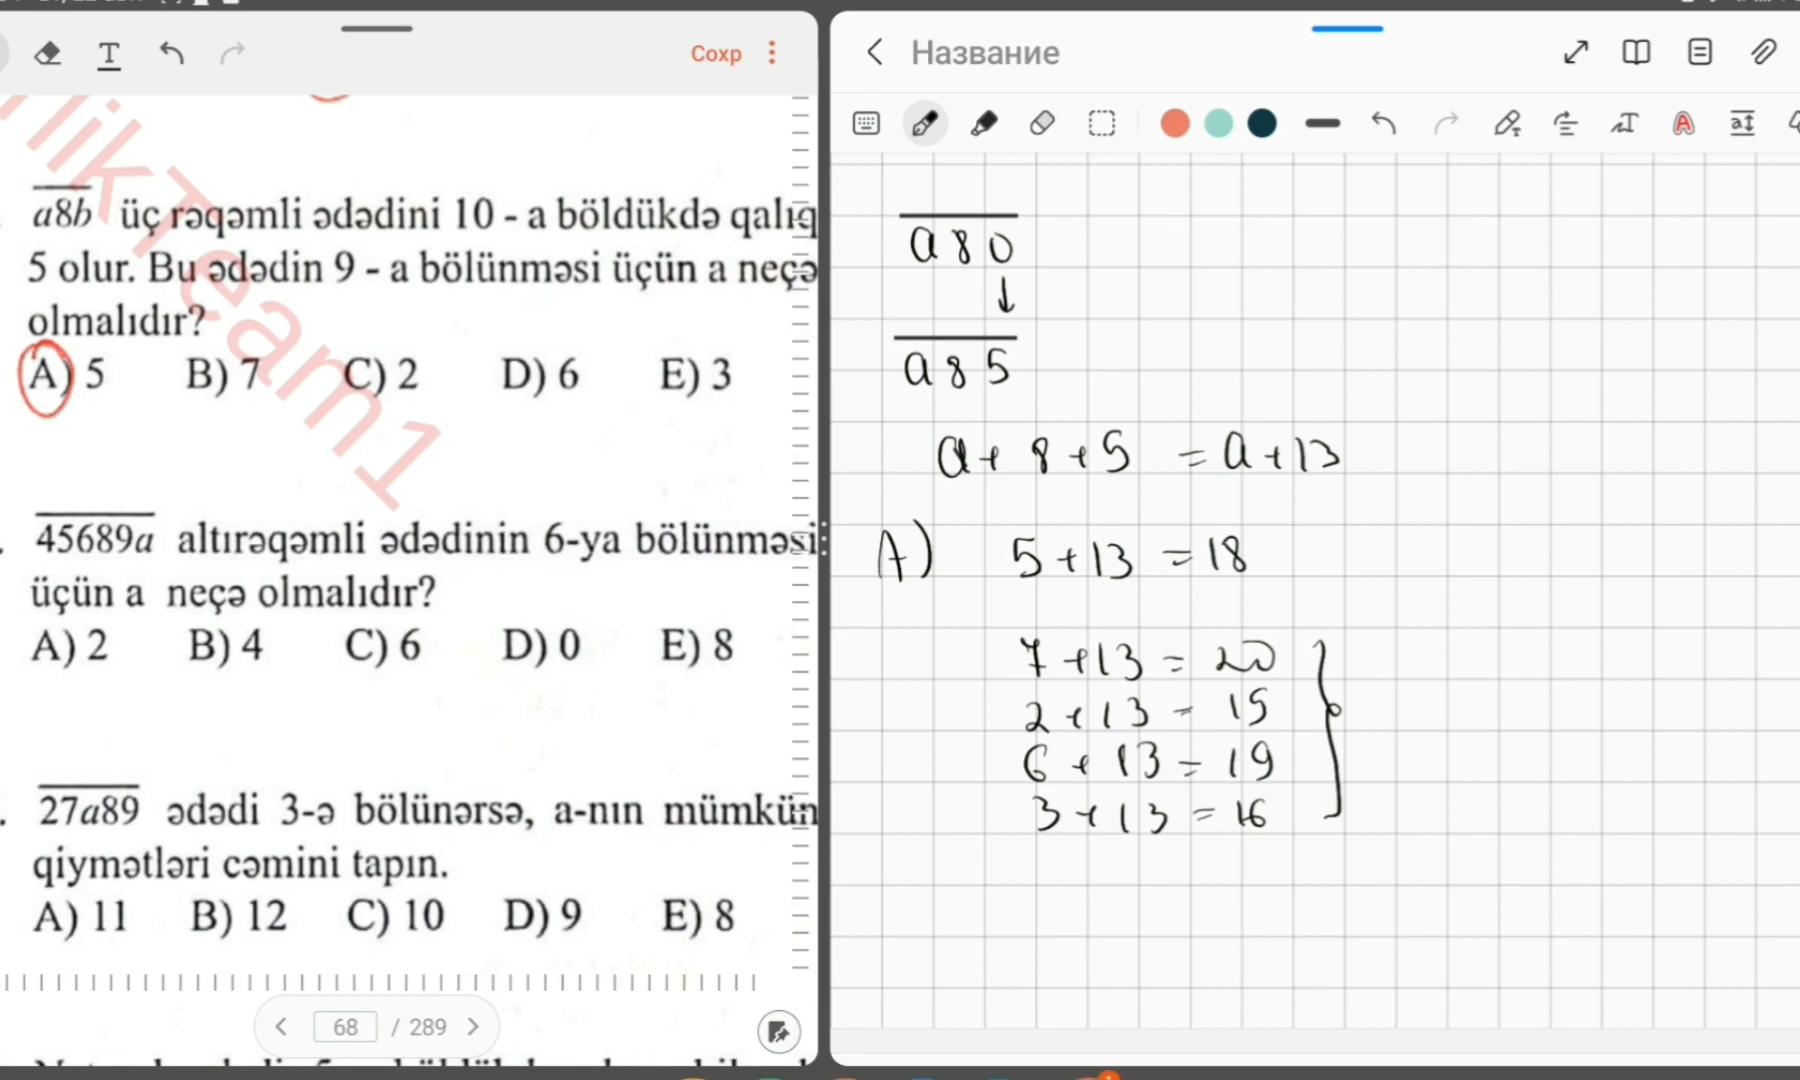 Сохр
Название
a8b üç rəqəmli ədədini 10 - a böldükdə qalıq
5 olur. Bu ədədin 9 - a bölünməsi üçün a neçə
olmalıdır?
A) 5 B) 7 C) 2 D) 6 E) 3
45689a altırəqəmli ədədinin 6-ya bölünməsi
üçün a neçə olmalıdır?
A) 2 B) 4 C) 6 D) 0 E) 8
27a89 ədədi 3-ə bölünərsə, a-nın mümkün
qiymətləri cəmini tapın.
A) 11 B) 12 C) 10 D) 9 E) 8
68 / 289
likTeam1
a80
a85
a + 8 + 5 = a + 13
A) 5 + 13 = 18
7 + 13 = 20
2 + 13 = 15
6 + 13 = 19
3 + 13 = 16